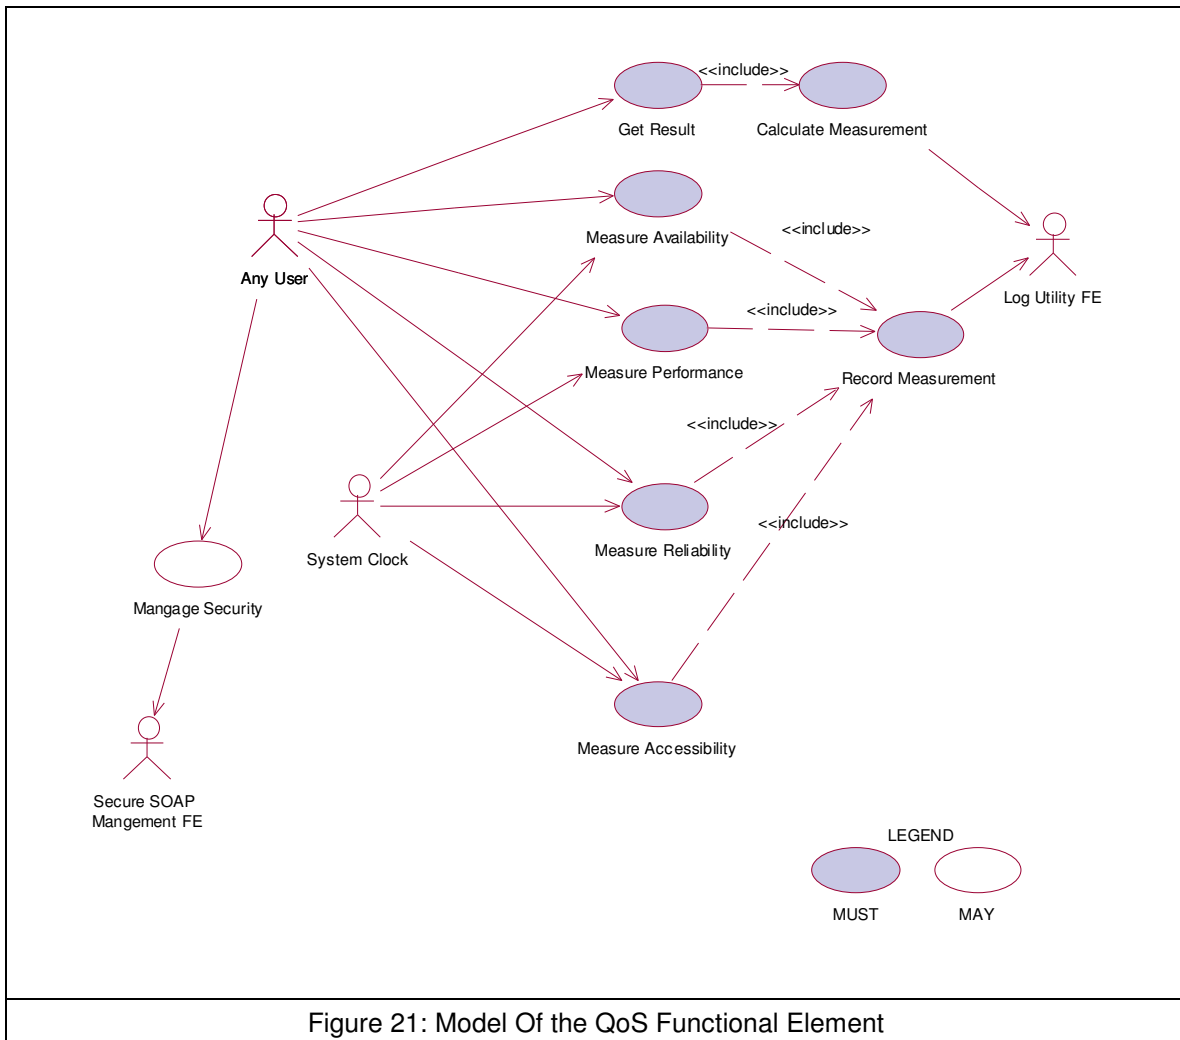 <<include>>
Get Result
Calculate Measurement
<<include>>
Measure Availability
Any User
Log Utility FE
<<include>>
Measure Performance
Record Measurement
<<include>>
<<include>>
Measure Reliability
System Clock
Mangage Security
Measure Accessibility
Secure SOAP
Mangement FE
LEGEND
MUST
MAY
Figure 21: Model Of the QoS Functional Element